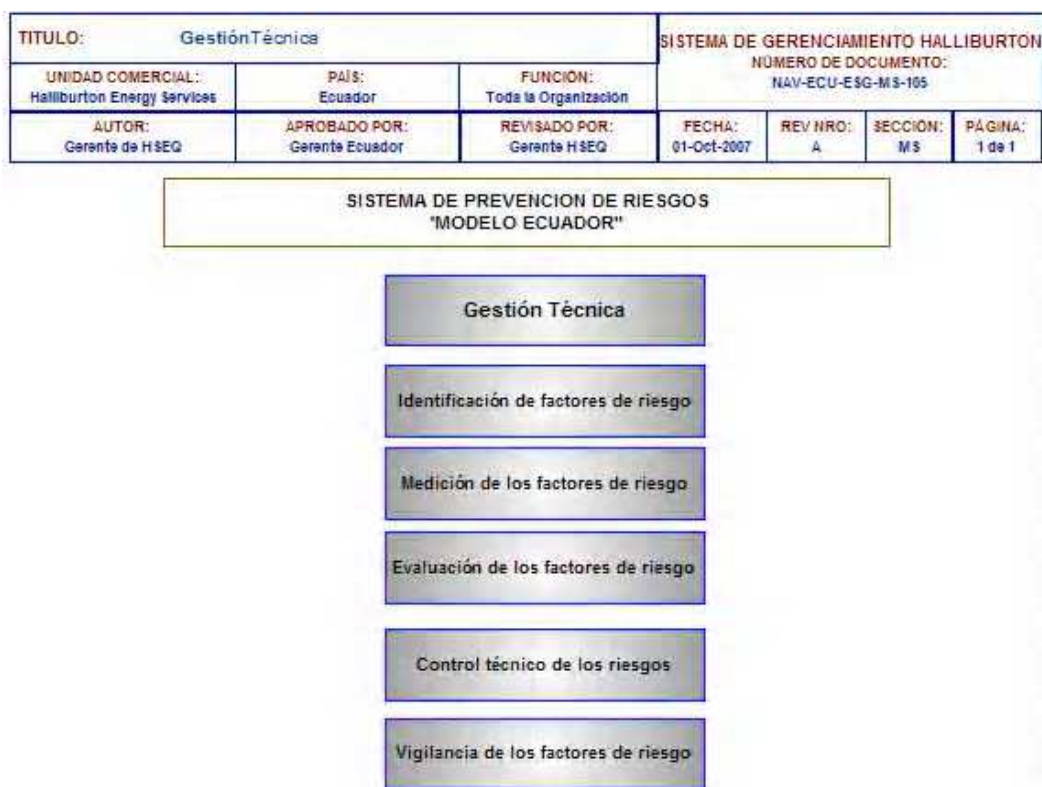 TITULO: Gestión Técnica
SISTEMA DE GERENCIAMIENTO HALLIBURTON
NÚMERO DE DOCUMENTO:
NAV-ECU-ESG-MS-105
UNIDAD COMERCIAL:
Halliburton Energy Services
PAÍS:
Ecuador
FUNCIÓN:
Toda la Organización
AUTOR:
Gerente de HSEQ
APROBADO POR:
Gerente Ecuador
REVISADO POR:
Gerente HSEQ
FECHA:
01-Oct-2007
REV NRO:
A
SECCIÓN:
MS
PÁGINA:
1 de 1
SISTEMA DE PREVENCION DE RIESGOS
"MODELO ECUADOR"
Gestión Técnica
Identificación de factores de riesgo
Medición de los factores de riesgo
Evaluación de los factores de riesgo
Control técnico de los riesgos
Vigilancia de los factores de riesgo